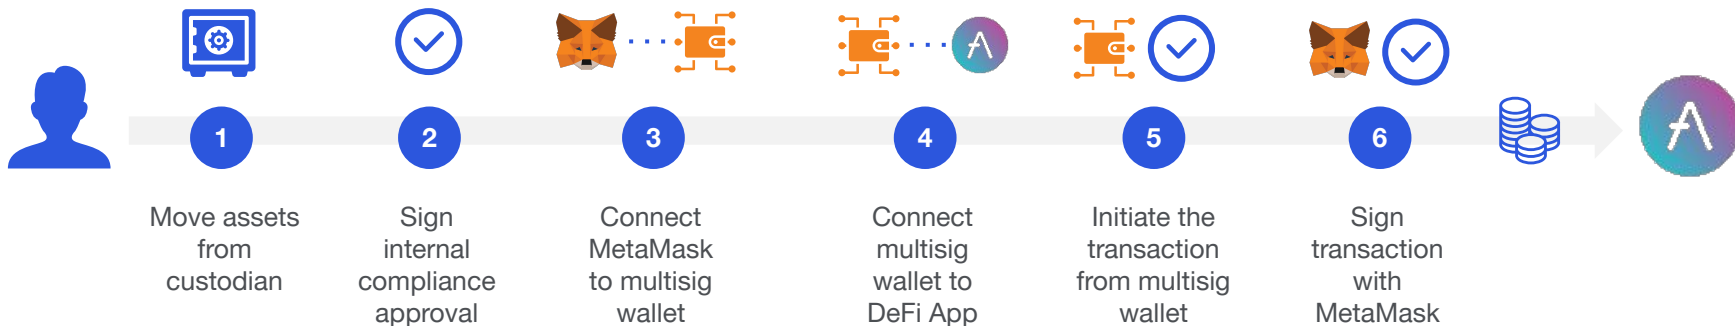 1
Move assets
from
custodian
2
Sign
internal
compliance
approval
3
Connect
MetaMask
to multisig
wallet
4
Connect
multisig
wallet to
DeFi App
5
Initiate the
transaction
from multisig
wallet
6
Sign
transaction
with
MetaMask